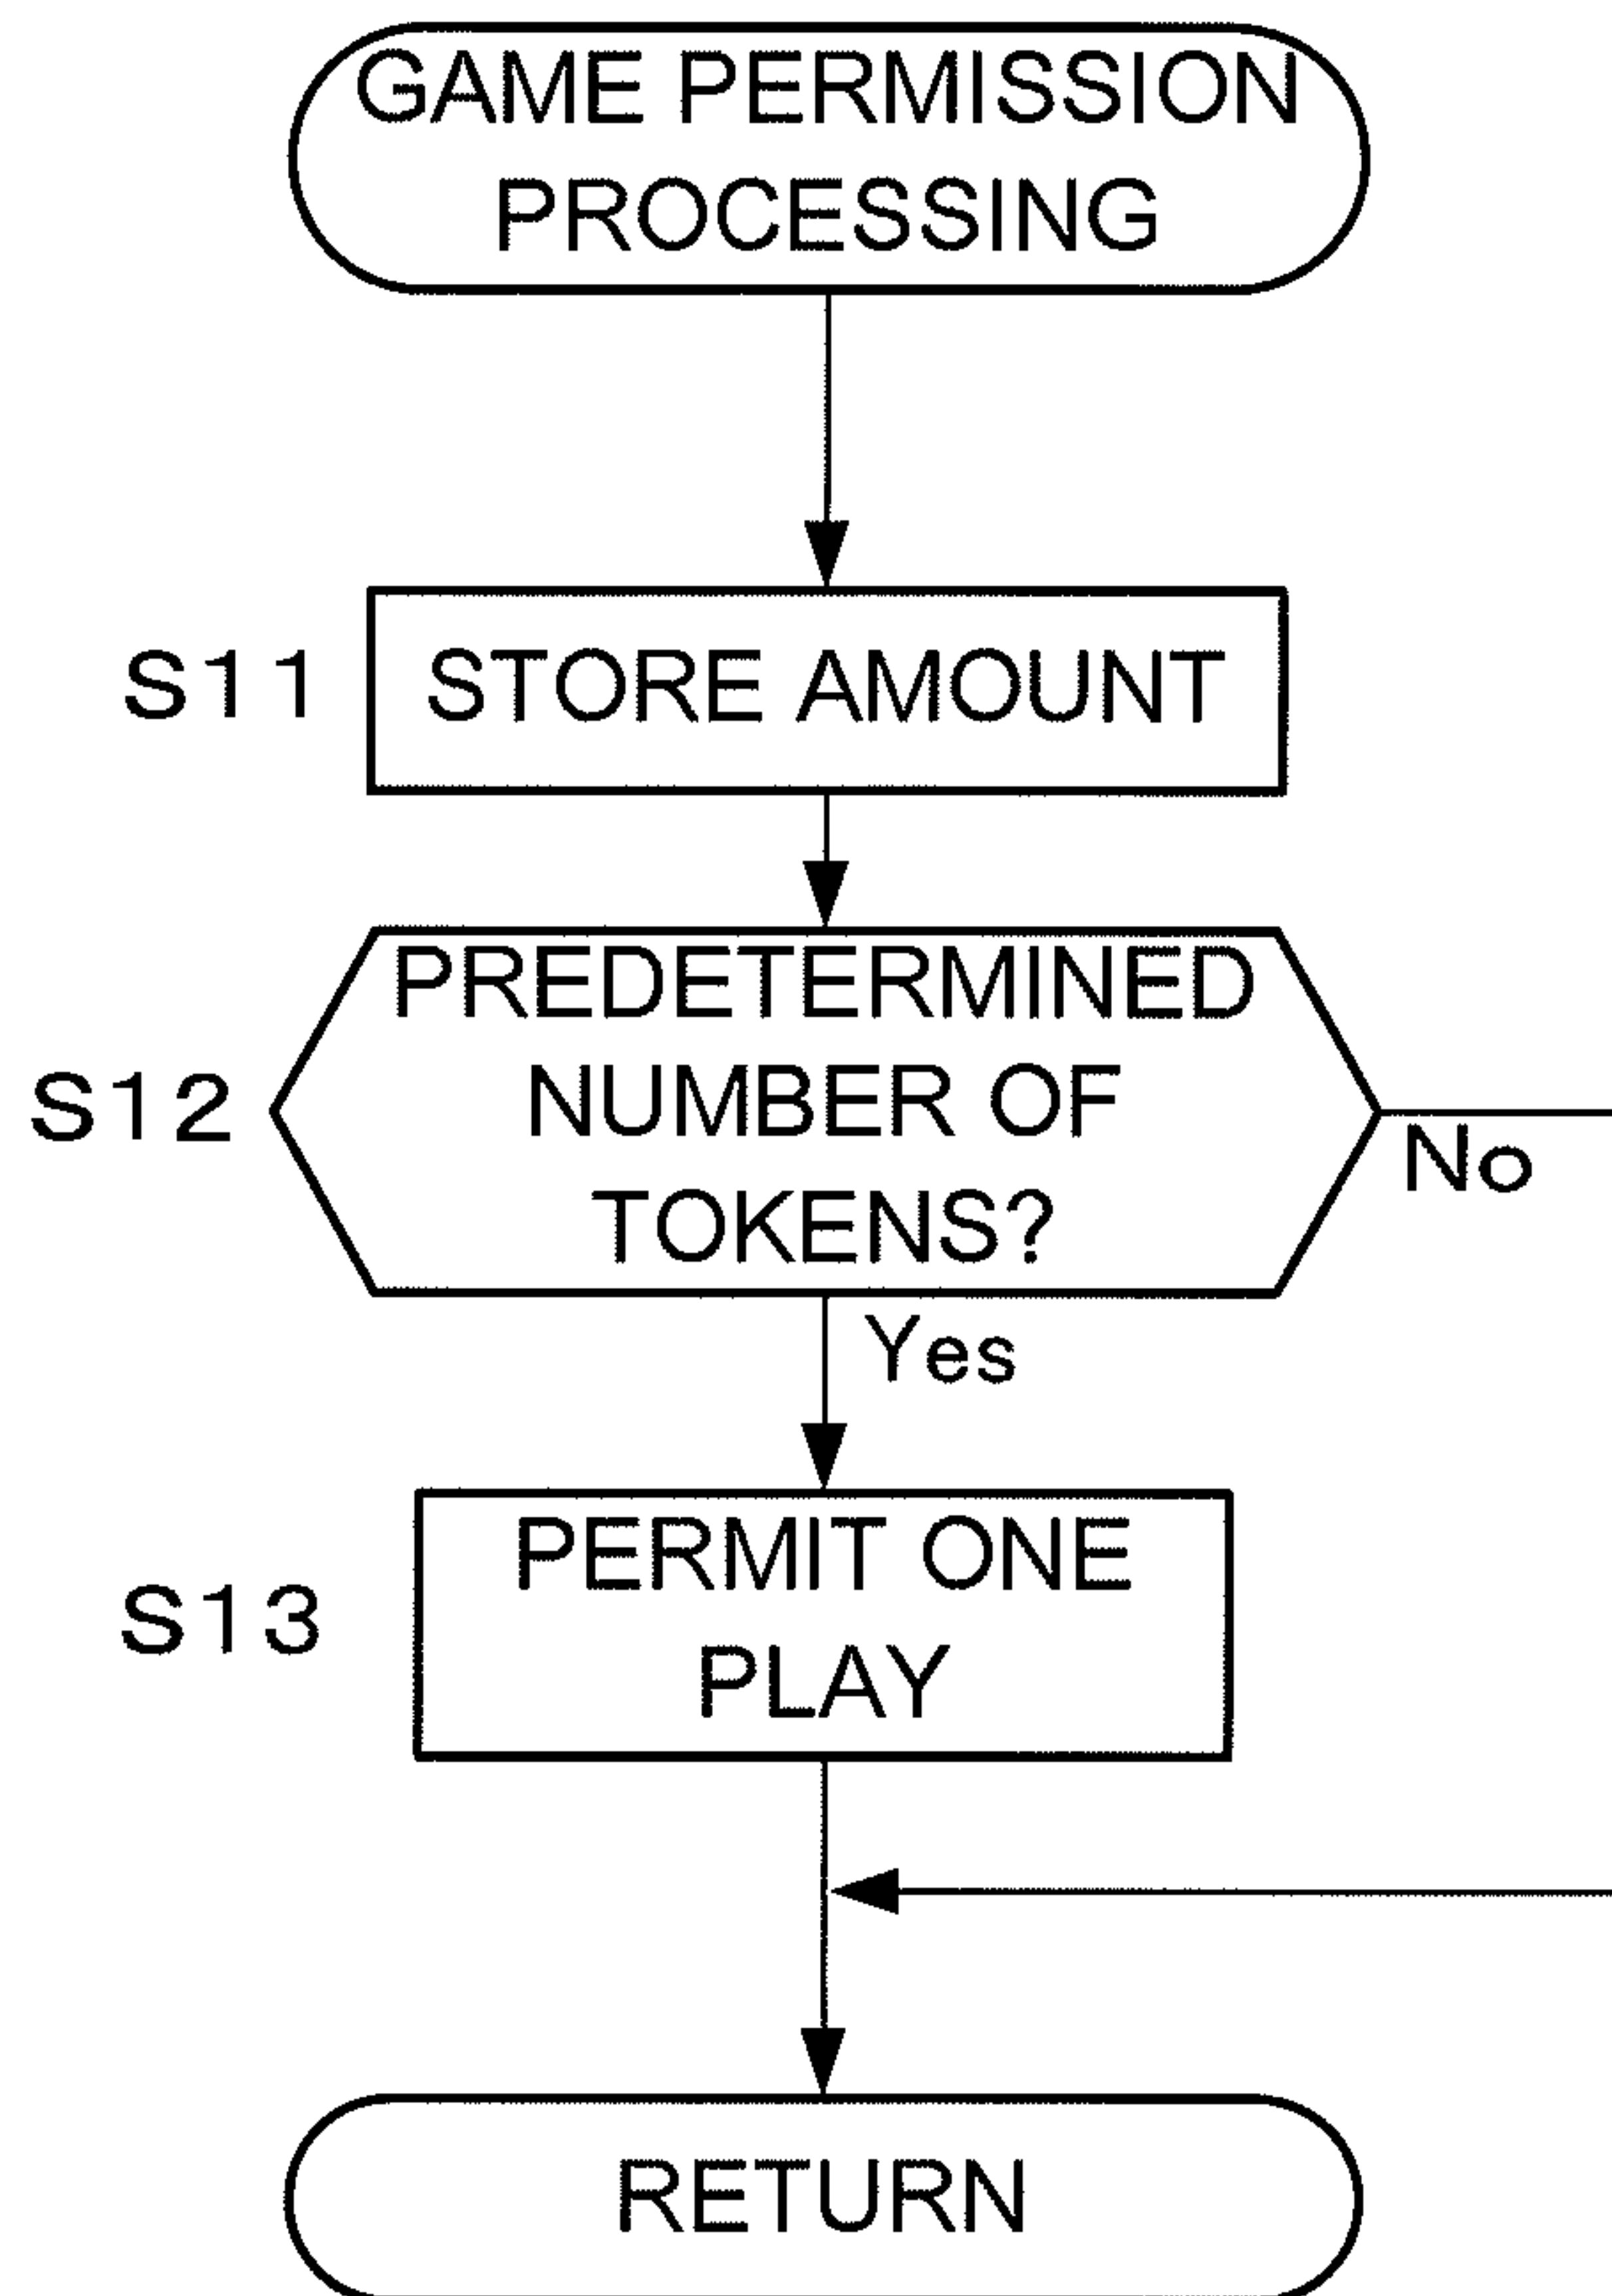 GAME PERMISSION
PROCESSING
S11
STORE AMOUNT
S12
PREDETERMINED
NUMBER OF
TOKENS?
No
Yes
S13
PERMIT ONE
PLAY
RETURN